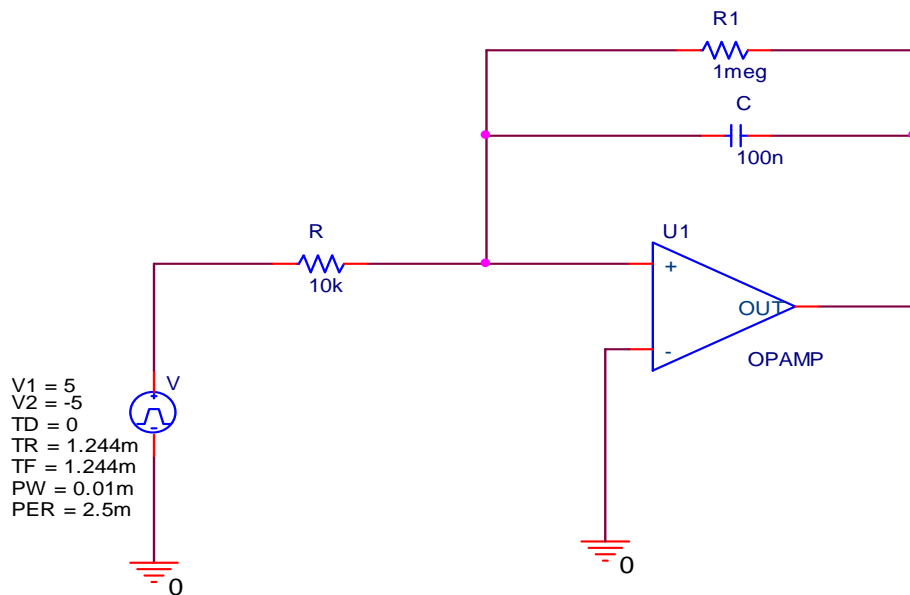 R1
1meg
C
100n
R
10k
U1
+
OUT
-
OPAMP
V
+
-
V1 = 5
V2 = -5
TD = 0
TR = 1.244m
TF = 1.244m
PW = 0.01m
PER = 2.5m
0
0